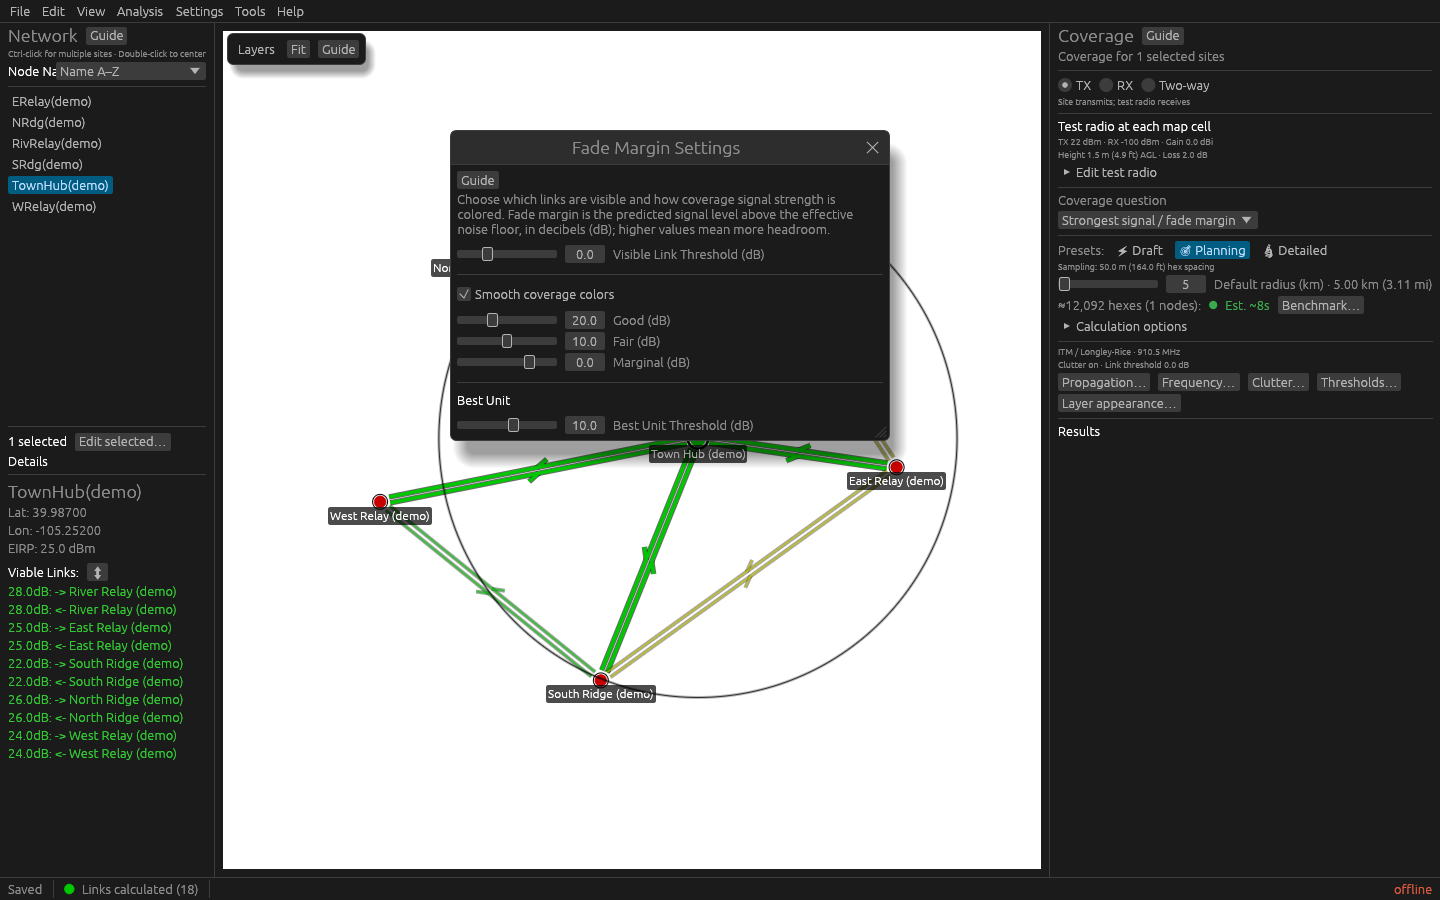 File Edit View Analysis Settings Tools Help
Network Guide
Ctrl-click for multiple sites · Double-click to center
Node Na Name A–Z
ERelay(demo)
NRdg(demo)
RivRelay(demo)
SRdg(demo)
TownHub(demo)
WRelay(demo)
1 selected Edit selected...
Details
TownHub(demo)
Lat: 39.98700
Lon: -105.25200
EIRP: 25.0 dBm
Viable Links:
28.0dB: -> River Relay (demo)
28.0dB: <- River Relay (demo)
25.0dB: -> East Relay (demo)
25.0dB: <- East Relay (demo)
22.0dB: -> South Ridge (demo)
22.0dB: <- South Ridge (demo)
26.0dB: -> North Ridge (demo)
26.0dB: <- North Ridge (demo)
24.0dB: -> West Relay (demo)
24.0dB: <- West Relay (demo)
Layers Fit Guide
Fade Margin Settings
Guide
Choose which links are visible and how coverage signal strength is
colored. Fade margin is the predicted signal level above the effective
noise floor, in decibels (dB); higher values mean more headroom.
0.0 Visible Link Threshold (dB)
Smooth coverage colors
20.0 Good (dB)
10.0 Fair (dB)
0.0 Marginal (dB)
Best Unit
10.0 Best Unit Threshold (dB)
Nor
Town Hub (demo)
East Relay (demo)
West Relay (demo)
South Ridge (demo)
Coverage Guide
Coverage for 1 selected sites
TX RX Two-way
Site transmits; test radio receives
Test radio at each map cell
TX 22 dBm · RX -100 dBm · Gain 0.0 dBi
Height 1.5 m (4.9 ft) AGL · Loss 2.0 dB
Edit test radio
Coverage question
Strongest signal / fade margin
Presets: Draft Planning Detailed
Sampling: 50.0 m (164.0 ft) hex spacing
5 Default radius (km) · 5.00 km (3.11 mi)
≈12,092 hexes (1 nodes): Est. ~8s Benchmark...
Calculation options
ITM / Longley-Rice · 910.5 MHz
Clutter on · Link threshold 0.0 dB
Propagation... Frequency... Clutter... Thresholds...
Layer appearance...
Results
Saved Links calculated (18) offline